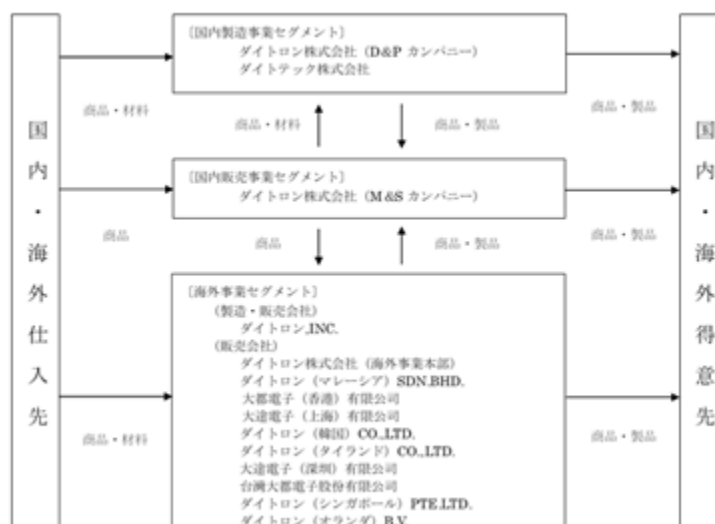 ［国内製造事業セグメント］
ダイトロン株式会社（D&P カンパニー）
ダイトテック株式会社
商品・材料
商品・材料
商品・製品
商品・製品
［国内販売事業セグメント］
ダイトロン株式会社（M&S カンパニー）
商品
商品
商品・製品
商品・製品
［海外事業セグメント］
（製造・販売会社）
ダイトロン,INC.
（販売会社）
ダイトロン株式会社（海外事業本部）
ダイトロン（マレーシア）SDN.BHD.
大都電子（香港）有限公司
大途電子（上海）有限公司
ダイトロン（韓国）CO.,LTD.
ダイトロン（タイランド）CO.,LTD.
大途電子（深圳）有限公司
台灣大都電子股份有限公司
ダイトロン（シンガポール）PTE.LTD.
ダイトロン（オランダ）B.V.
商品・材料
商品・製品
国内・海外仕入先
国内・海外得意先